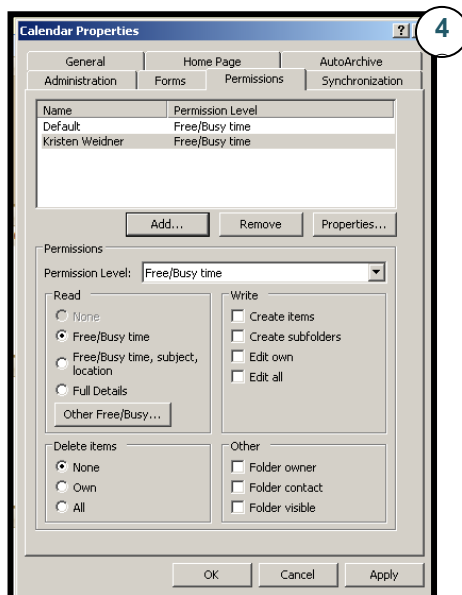 Calendar Properties ? 4
General Home Page AutoArchive
Administration Forms Permissions Synchronization
Name Permission Level
Default Free/Busy time
Kristen Weidner Free/Busy time
Add... Remove Properties...
Permissions
Permission Level: Free/Busy time
Read
None
Free/Busy time
Free/Busy time, subject,
location
Full Details
Other Free/Busy...
Write
Create items
Create subfolders
Edit own
Edit all
Delete items
None
Own
All
Other
Folder owner
Folder contact
Folder visible
OK Cancel Apply